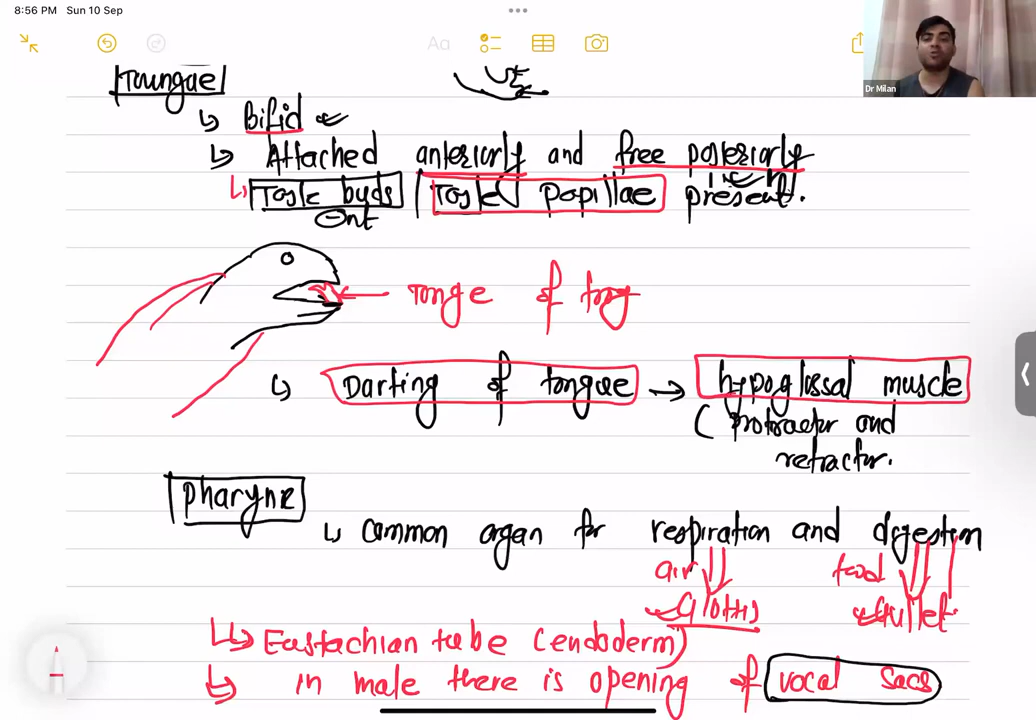 8:56 PM Sun 10 Sep
Aa
Dr Milan
Toungue
↳ Bifid
↳ Attached anteriorly and free posteriorly
↳ Taste buds Taste papillae present.
Tonge of frog
↳ Darting of tongue → hypoglossal muscle
( protractor and
retractor.
Pharynx
↳ common organ for respiration and digestion
air food
Glottis Gullet
↳ Eustachian tube (endoderm)
↳ in male there is opening of vocal sacs